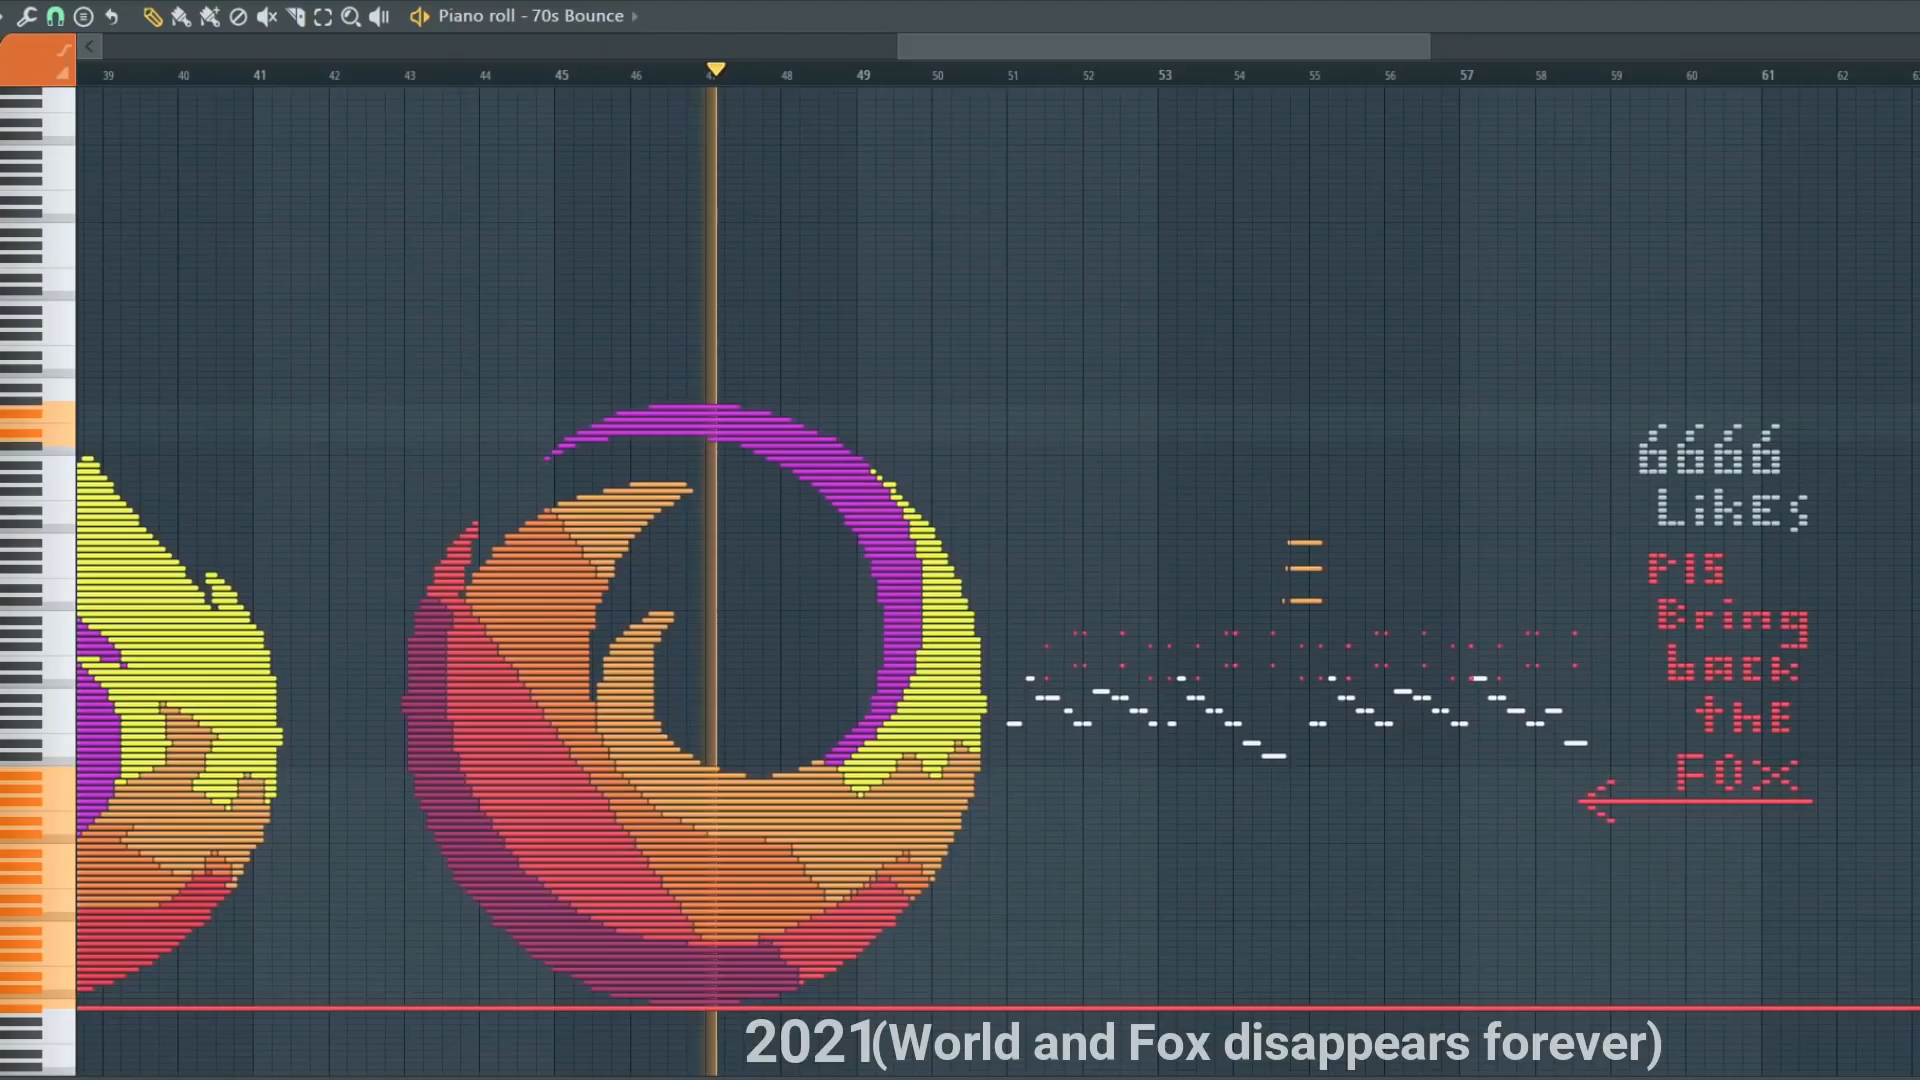 Piano roll - 70s Bounce
39 40 41 42 43 44 45 46 47 48 49 50 51 52 53 54 55 56 57 58 59 60 61 62
6666
LikEs
Pls
Bring
back
thE
FOx
2021(World and Fox disappears forever)